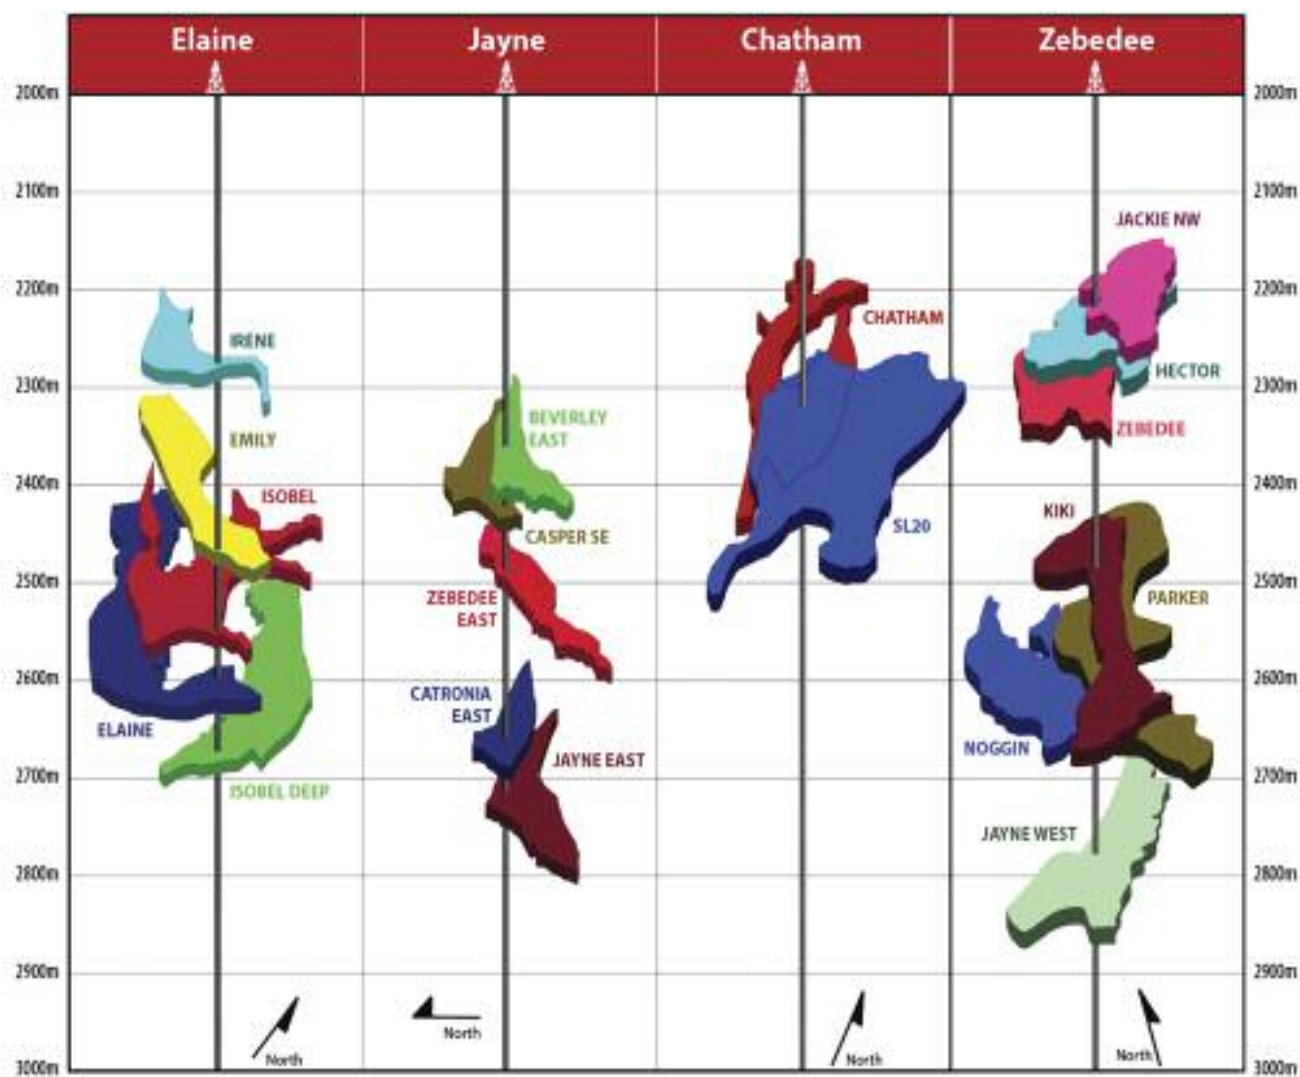 Elaine
Jayne
Chatham
Zebedee
2000m
2000m
2100m
2100m
JACKIE NW
2200m
2200m
CHATHAM
IRENE
HECTOR
2300m
2300m
BEVERLEY
EAST
ZEBEDEE
EMILY
2400m
2400m
ISOBEL
KIKI
SL20
CASPER SE
2500m
2500m
ZEBEDEE
EAST
PARKER
2600m
2600m
CATRONIA
EAST
ELAINE
NOGGIN
JAYNE EAST
2700m
2700m
ISOBEL DEEP
JAYNE WEST
2800m
2800m
2900m
2900m
North
North
North
North
3000m
3000m